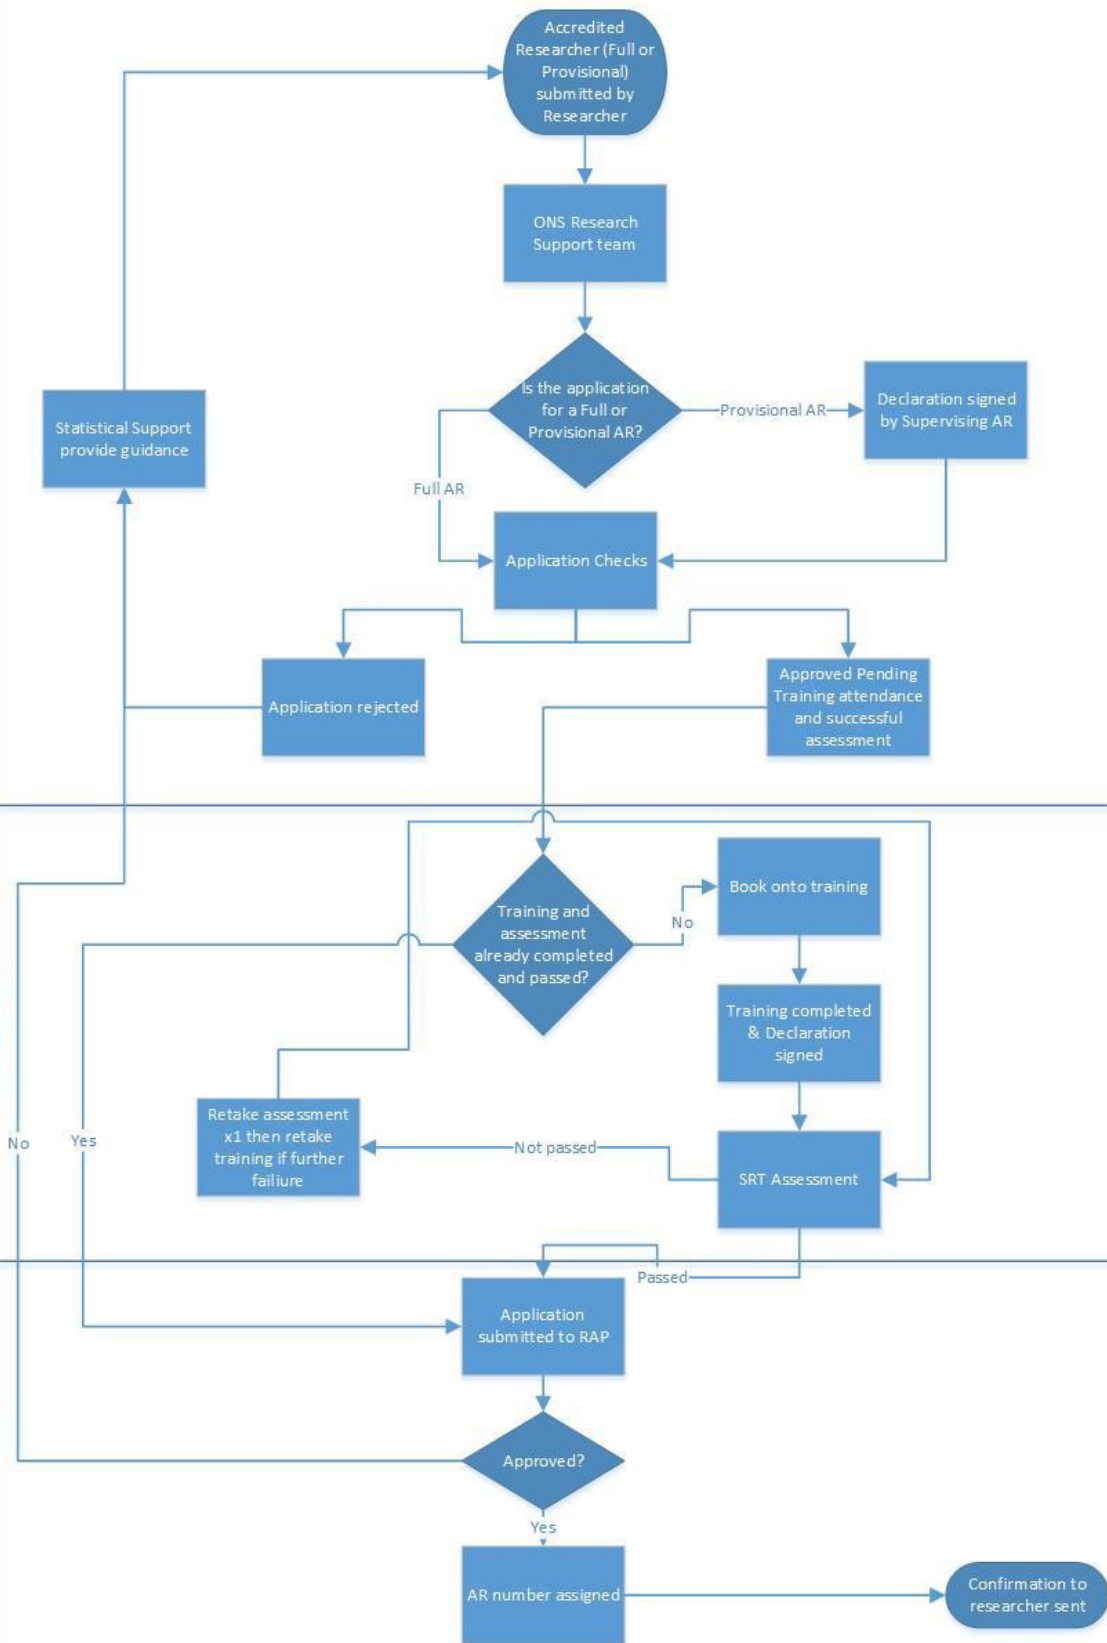 Accredited
Researcher (Full or
Provisional)
submitted by
Researcher
ONS Research
Support team
Is the application
for a Full or
Provisional AR?
Provisional AR
Declaration signed
by Supervising AR
Statistical Support
provide guidance
Full AR
Application Checks
Application rejected
Approved Pending
Training attendance
and successful
assessment
Training and
assessment
already completed
and passed?
No
Book onto training
Training completed
& Declaration
signed
Retake assessment
x1 then retake
training if further
failiure
No
Yes
Not passed
SRT Assessment
Passed
Application
submitted to RAP
Approved?
Yes
AR number assigned
Confirmation to
researcher sent